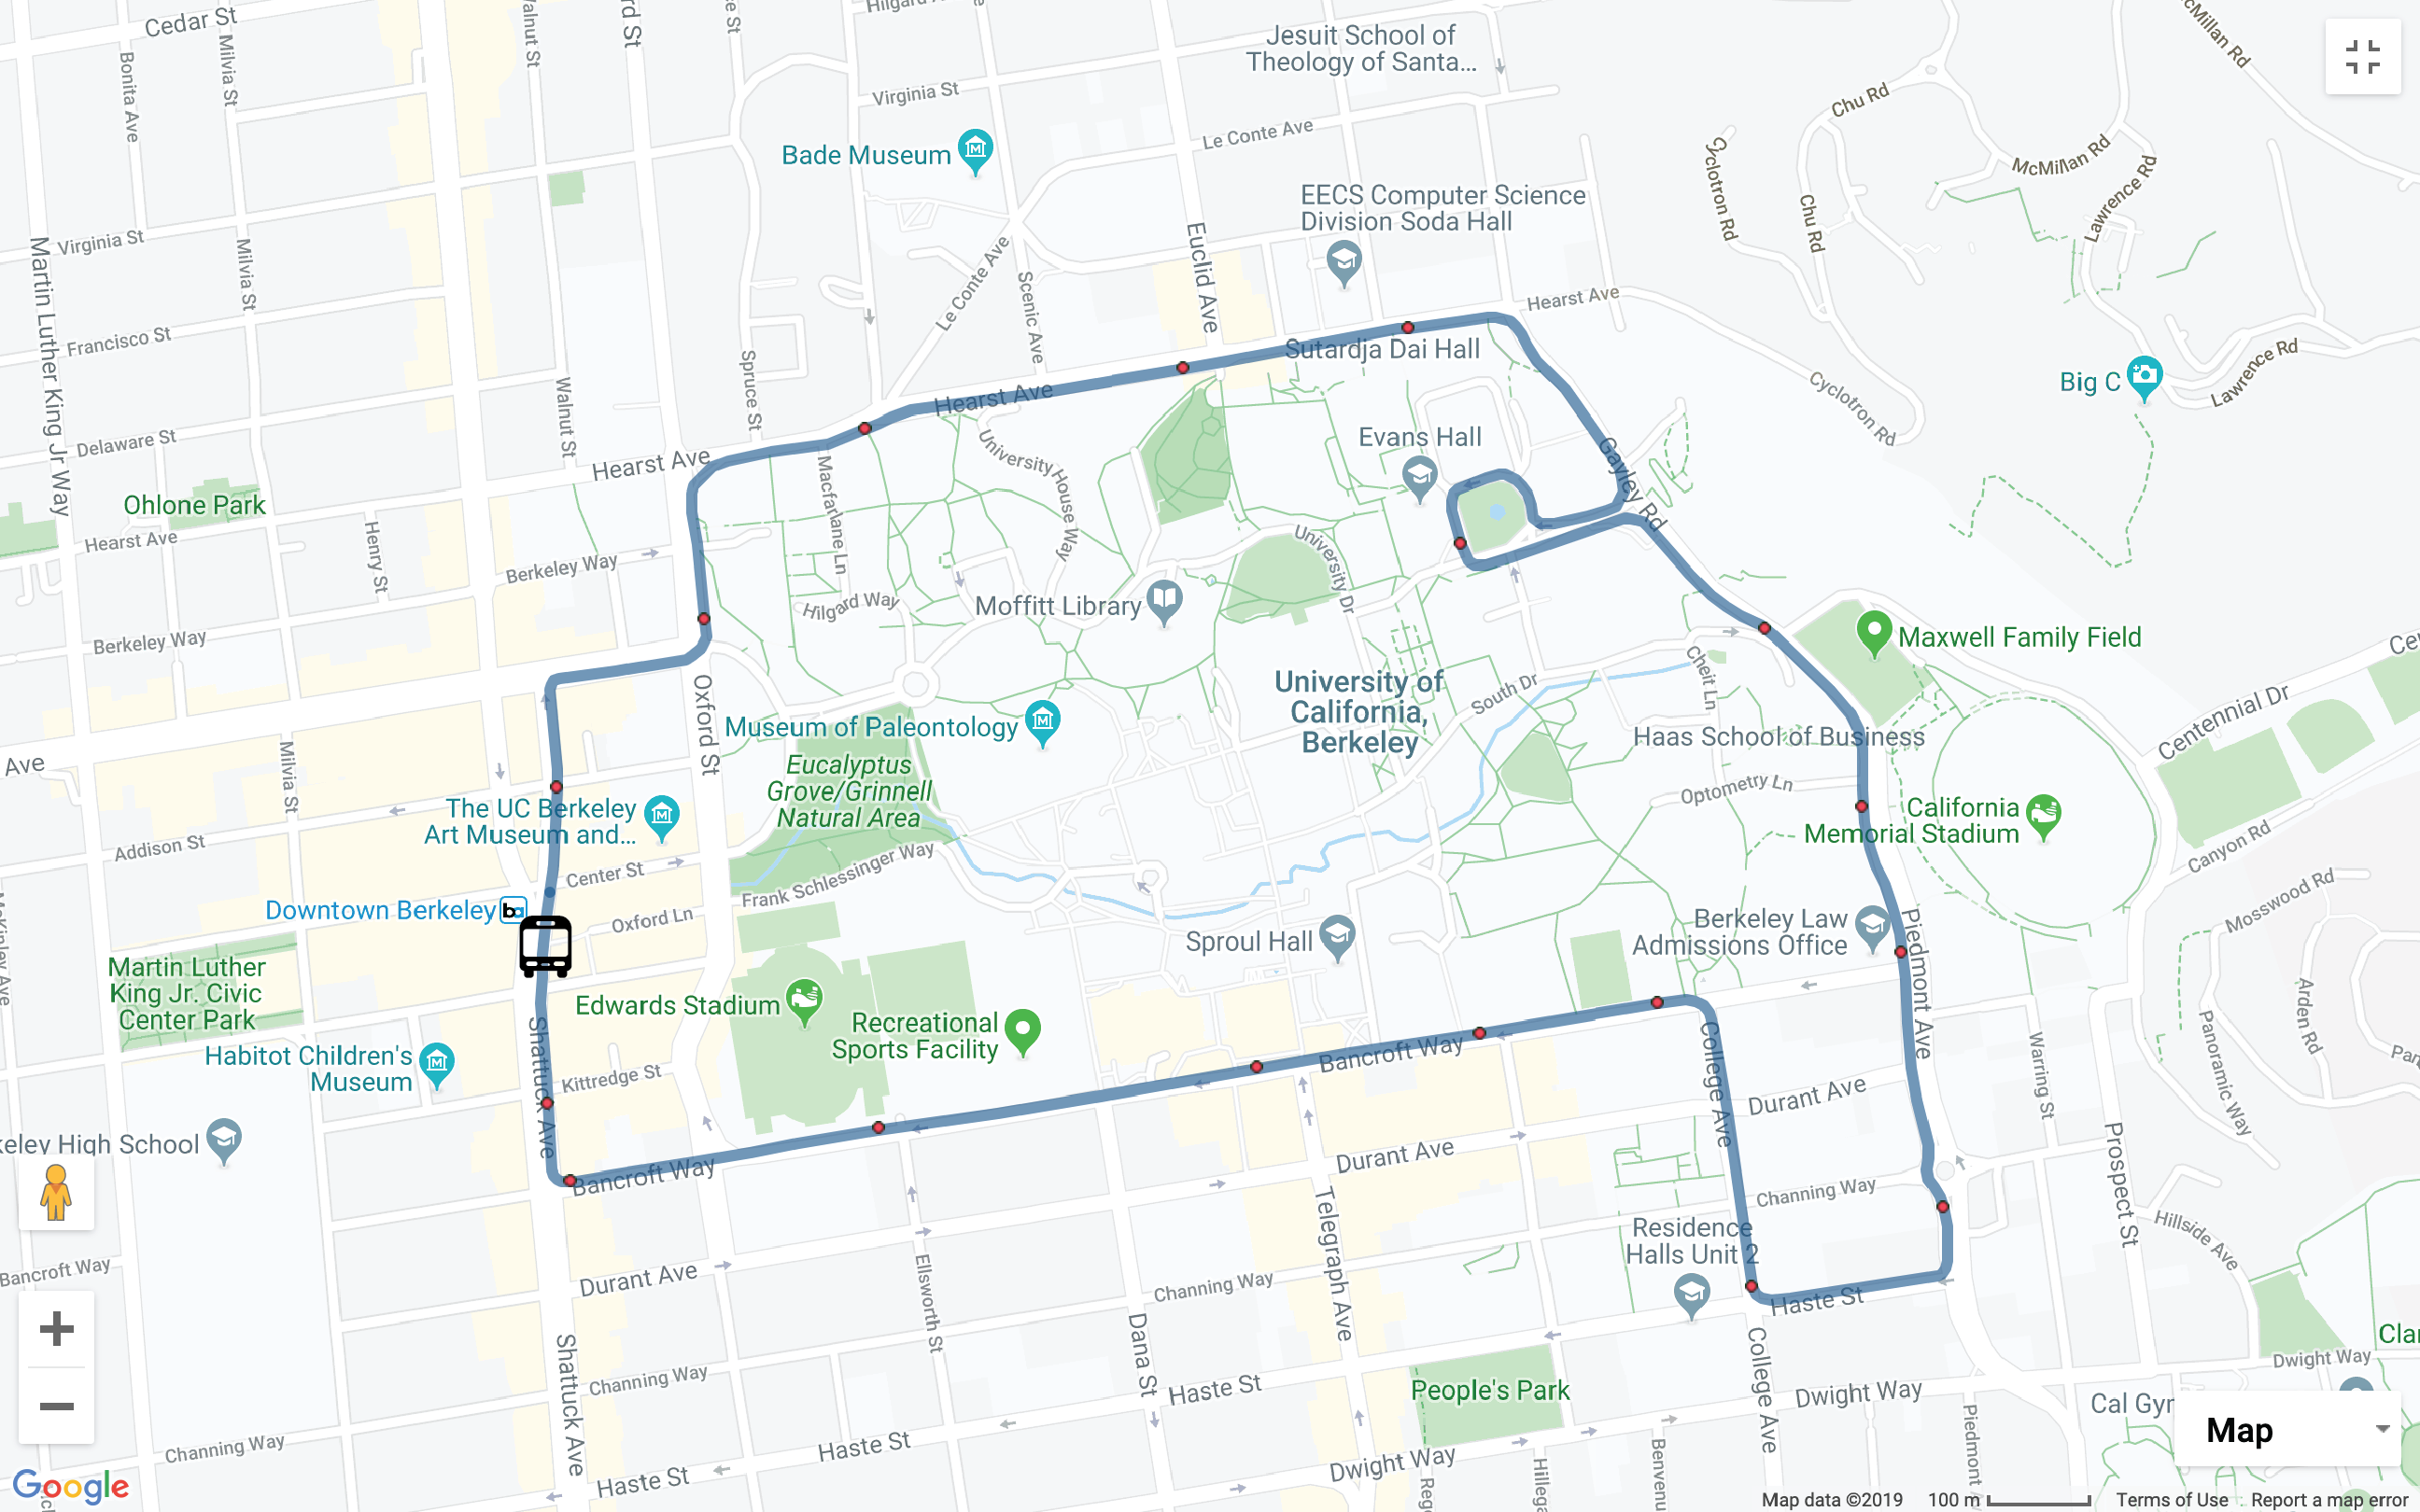 Cedar St
Bonita Ave
Milvia St
Walnut St
Hilgard
Jesuit School of
Theology of Santa...
McMillan Rd
Virginia St
Le Conte Ave
Chu Rd
Bade Museum
McMillan Rd
Cyclotron Rd
Lawrence Rd
Chu Rd
EECS Computer Science
Division Soda Hall
Virginia St
Milvia St
Martin Luther King Jr Way
Euclid Ave
Le Conte Ave
Scenic Ave
Hearst Ave
Francisco St
Sutardja Dai Hall
Lawrence Rd
Big C
Spruce St
Walnut St
Hearst Ave
Cyclotron Rd
Delaware St
Evans Hall
Hearst Ave
University House Way
Macfarlane Ln
Gayley Rd
Ohlone Park
Hearst Ave
Henry St
Berkeley Way
University Dr
Hilgard Way
Moffitt Library
Berkeley Way
Maxwell Family Field
Cheit Ln
South Dr
University of
California,
Berkeley
Oxford St
Museum of Paleontology
Centennial Dr
Haas School of Business
Ave
Milvia St
Eucalyptus
Grove/Grinnell
Natural Area
Optometry Ln
The UC Berkeley
Art Museum and...
California
Memorial Stadium
Addison St
Canyon Rd
Center St
Frank Schlessinger Way
Mosswood Rd
Downtown Berkeley
Oxford Ln
Sproul Hall
Berkeley Law
Admissions Office
Piedmont Ave
Martin Luther
King Jr. Civic
Center Park
Edwards Stadium
Recreational
Sports Facility
Arden Rd
Panoramic Way
Habitot Children's
Museum
Shattuck Ave
Kittredge St
Bancroft Way
College Ave
Durant Ave
Warring St
High School
Durant Ave
Bancroft Way
Prospect St
Channing Way
Telegraph Ave
Residence
Halls Unit 2
Hillside Ave
Bancroft Way
Durant Ave
Ellsworth St
Channing Way
Haste St
Dana St
Shattuck Ave
College Ave
Channing Way
Haste St
People's Park
Dwight Way
Dwight Way
Cal
Map
Piedmont
Channing Way
Haste St
Haste St
Dwight Way
Google
Map data ©2019
100 m
Terms of Use
Report a map error